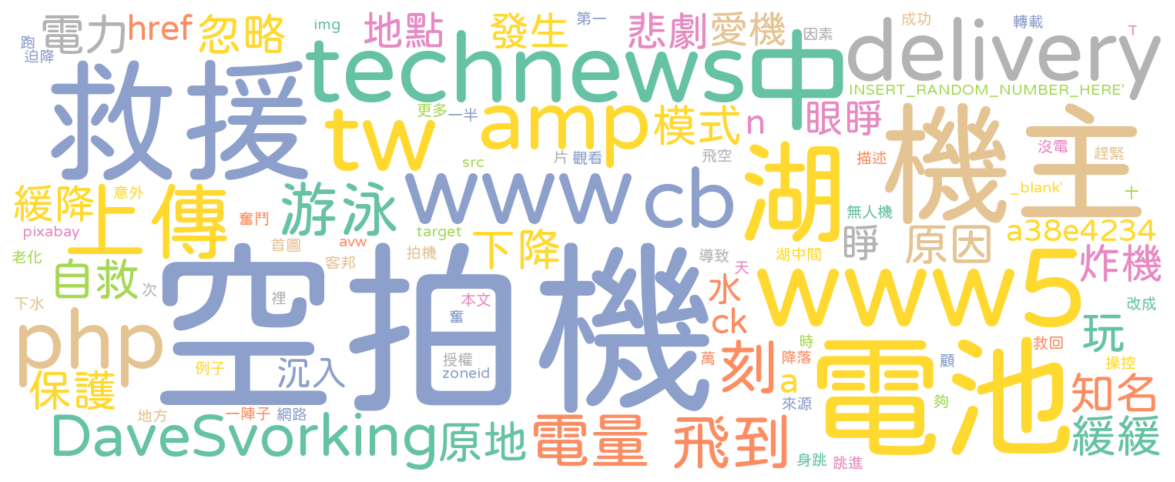 電力 href 忽略 img 地點 發生 第一 悲劇 愛機 因素 成功 轉載 T
跑 迫降
technews 中 delivery
救援 INSERT_RANDOM_NUMBER_HERE'
tw 更多 一半 amp 模式 n 眼睜 機主
src 片 觀看 飛空 描述 沒電 趕緊
緩降 意外 上傳 游泳 www cb 湖 _blank' 十
pixabay 奮鬥 target 無人機 a38e4234
老化 首圖 avw 下降 拍機 睜 原因
自救 次 客邦 導致 天 湖中間 炸機
下水 空拍機 裡 本文 水 www5 改成
php 奮 ck 玩
例子 沉入 授權 萬 刻 時 降落 救回
保護 zoneid a 電池 顧 操控
地方 一陣子 網路 來源 夠 知名
DaveSvorking 原地 電量 飛到 緩緩
身跳 跳進